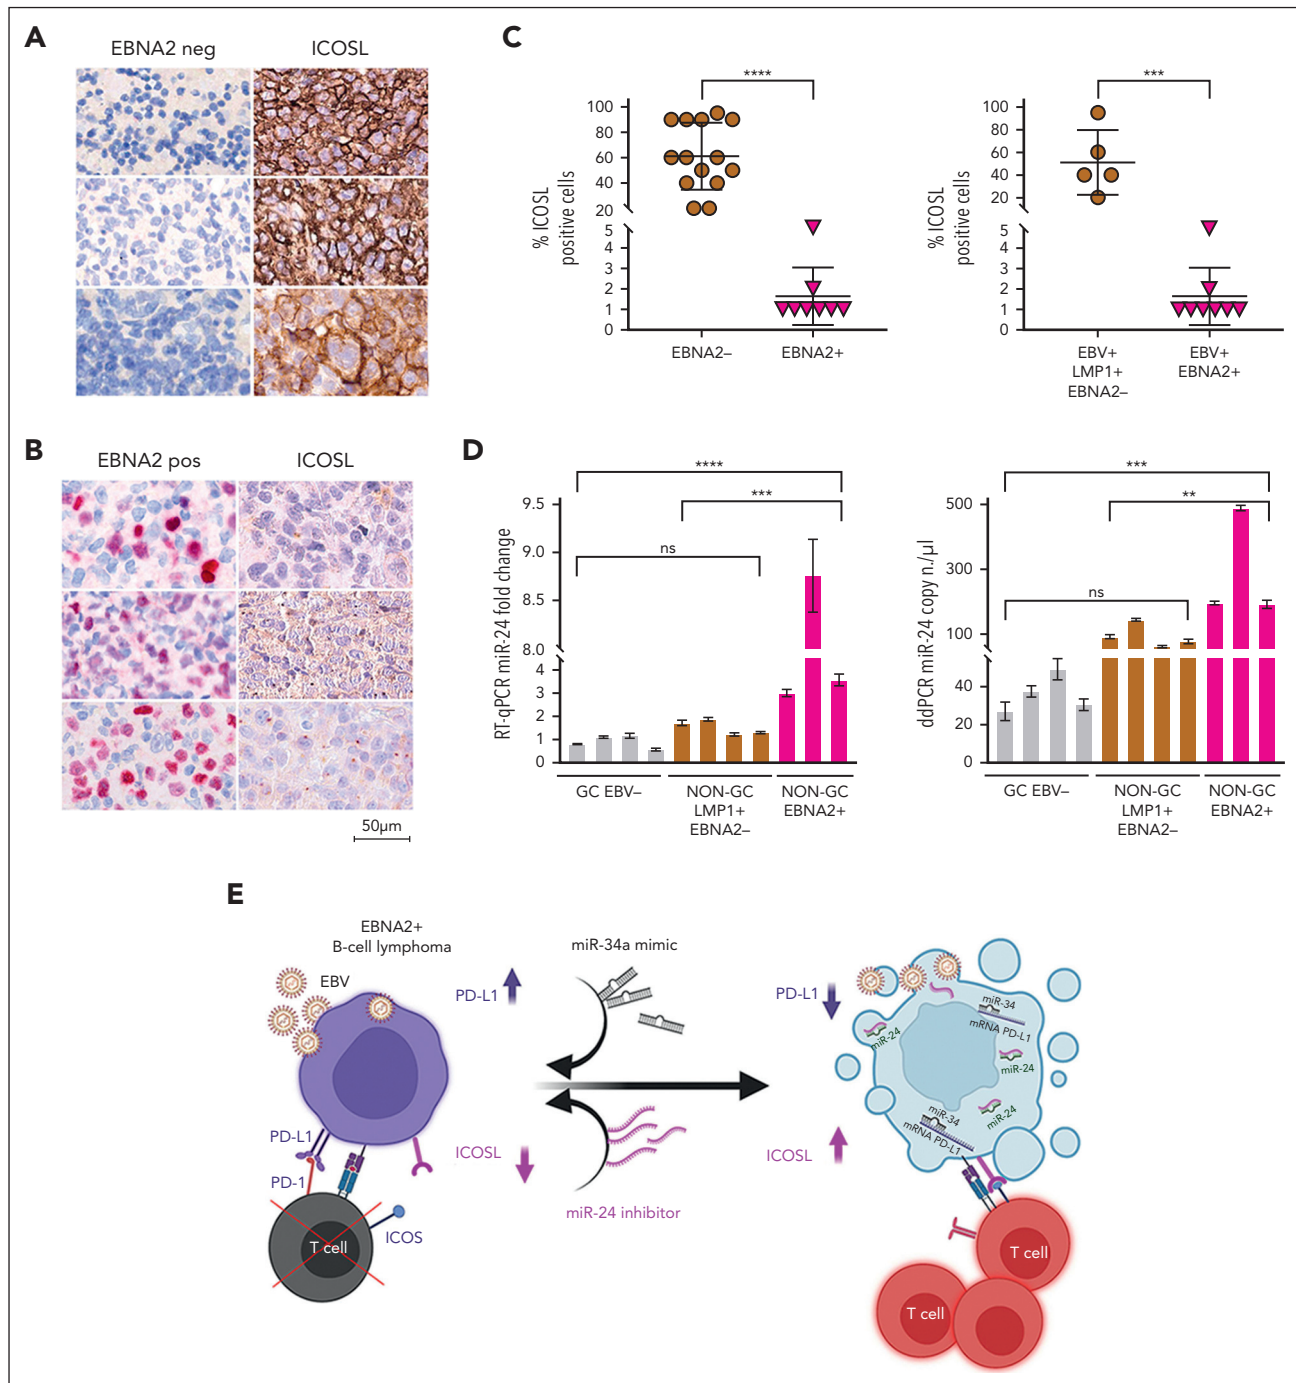 A
EBNA2 neg
ICOSL
B
EBNA2 pos
ICOSL
50µm
C
****
% ICOSL
positive cells
100
80
60
40
20
5
4
3
2
1
0
EBNA2–
EBNA2+
***
% ICOSL
positive cells
100
80
60
40
20
5
4
3
2
1
0
EBV+
LMP1+
EBNA2–
EBV+
EBNA2+
D
****
***
ns
RT-qPCR miR-24 fold change
9.5
9.0
8.5
8.0
4
3
2
1
0
GC EBV–
NON-GC
LMP1+
EBNA2–
NON-GC
EBNA2+
***
**
ns
ddPCR miR-24 copy n./µl
500
300
100
40
20
0
GC EBV–
NON-GC
LMP1+
EBNA2–
NON-GC
EBNA2+
E
EBNA2+
B-cell lymphoma
EBV
PD-L1
miR-34a mimic
PD-L1
miR-34
mRNA PD-L1
miR-24
miR-24
miR-24
miR-34
mRNA PD-L1
PD-L1
PD-1
ICOSL
ICOSL
miR-24 inhibitor
ICOS
T cell
T cell
T cell